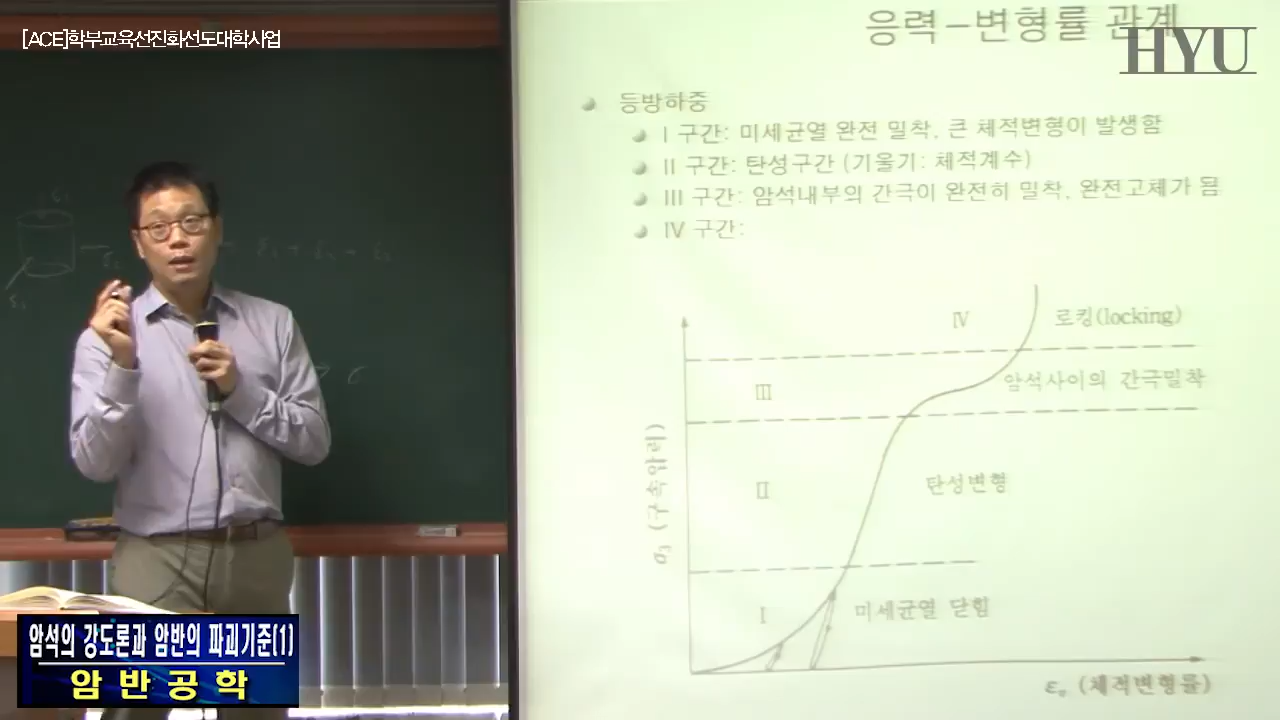 [ACE]학부교육선진화선도대학사업
응력-변형률 관계
HYU
등방하중
I 구간: 미세균열 완전 밀착, 큰 체적변형이 발생함
II 구간: 탄성구간 (기울기: 체적계수)
III 구간: 암석내부의 간극이 완전히 밀착, 완전고체가 됨
IV 구간:
IV
로킹(locking)
III
암석사이의 간극밀착
II
탄성변형
I
미세균열 닫힘
σ₃ (구속압력)
εᵥ (체적변형률)
암석의 강도론과 암반의 파괴기준(1)
암반공학